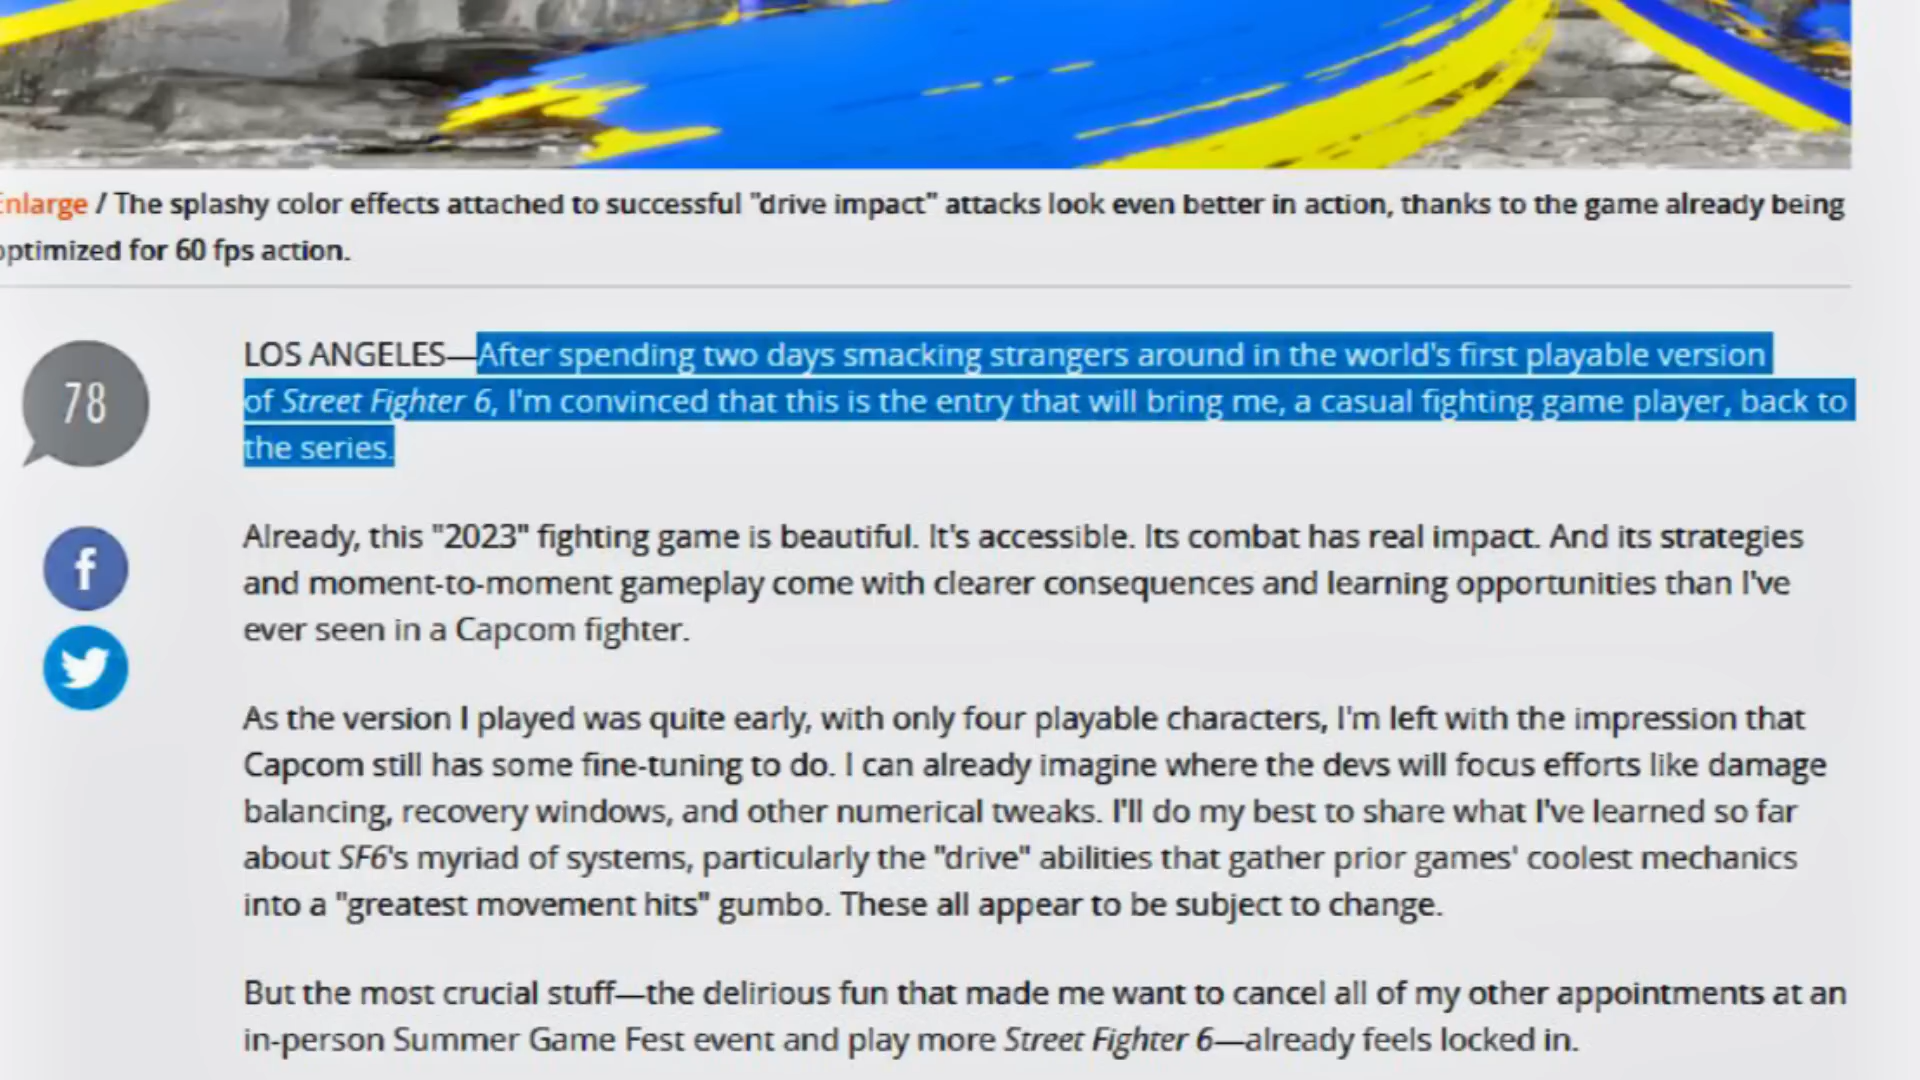 Enlarge / The splashy color effects attached to successful "drive impact" attacks look even better in action, thanks to the game already being
optimized for 60 fps action.
78
LOS ANGELES—After spending two days smacking strangers around in the world's first playable version
of Street Fighter 6, I'm convinced that this is the entry that will bring me, a casual fighting game player, back to
the series.
Already, this "2023" fighting game is beautiful. It's accessible. Its combat has real impact. And its strategies
and moment-to-moment gameplay come with clearer consequences and learning opportunities than I've
ever seen in a Capcom fighter.
As the version I played was quite early, with only four playable characters, I'm left with the impression that
Capcom still has some fine-tuning to do. I can already imagine where the devs will focus efforts like damage
balancing, recovery windows, and other numerical tweaks. I'll do my best to share what I've learned so far
about SF6's myriad of systems, particularly the "drive" abilities that gather prior games' coolest mechanics
into a "greatest movement hits" gumbo. These all appear to be subject to change.
But the most crucial stuff—the delirious fun that made me want to cancel all of my other appointments at an
in-person Summer Game Fest event and play more Street Fighter 6—already feels locked in.